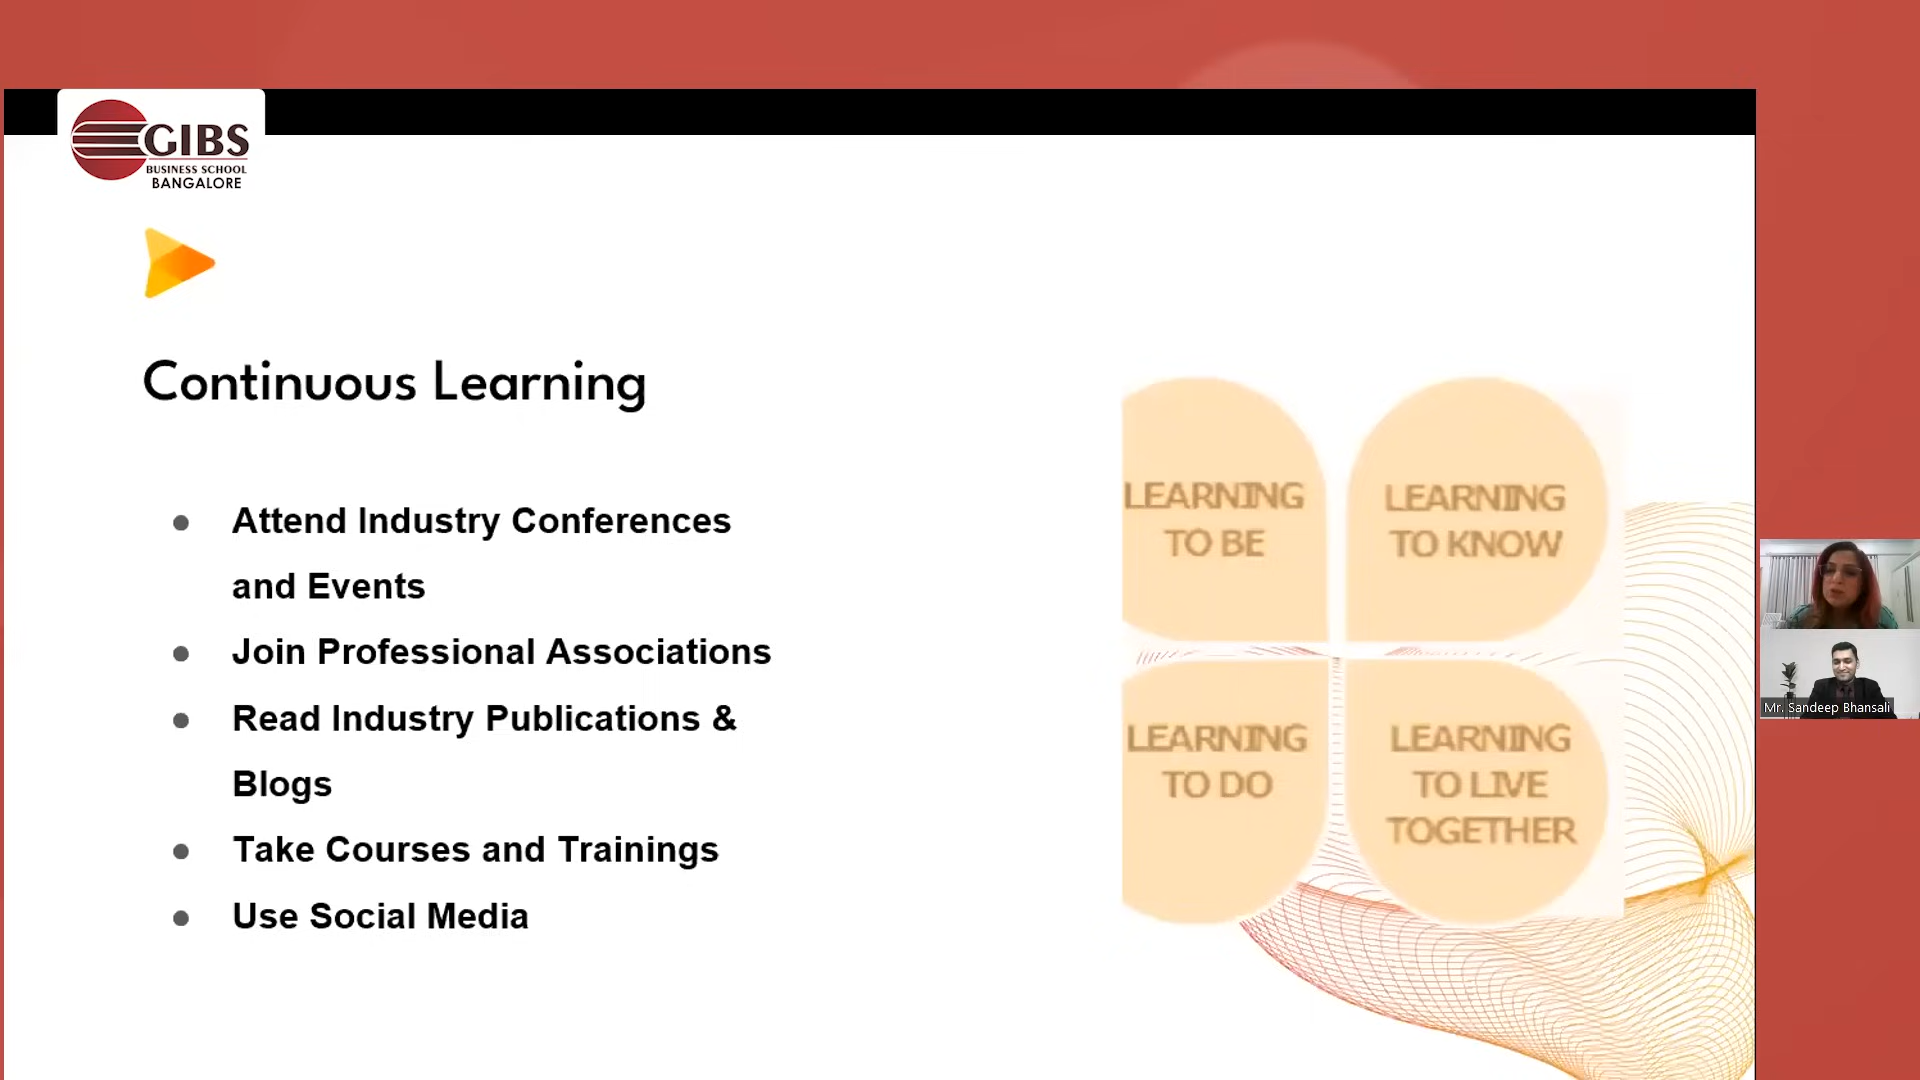 GIBS
BUSINESS SCHOOL
BANGALORE
Continuous Learning
Attend Industry Conferences
and Events
Join Professional Associations
Read Industry Publications &
Blogs
Take Courses and Trainings
Use Social Media
LEARNING
TO BE
LEARNING
TO KNOW
LEARNING
TO DO
LEARNING
TO LIVE
TOGETHER
Mr. Sandeep Bhansali